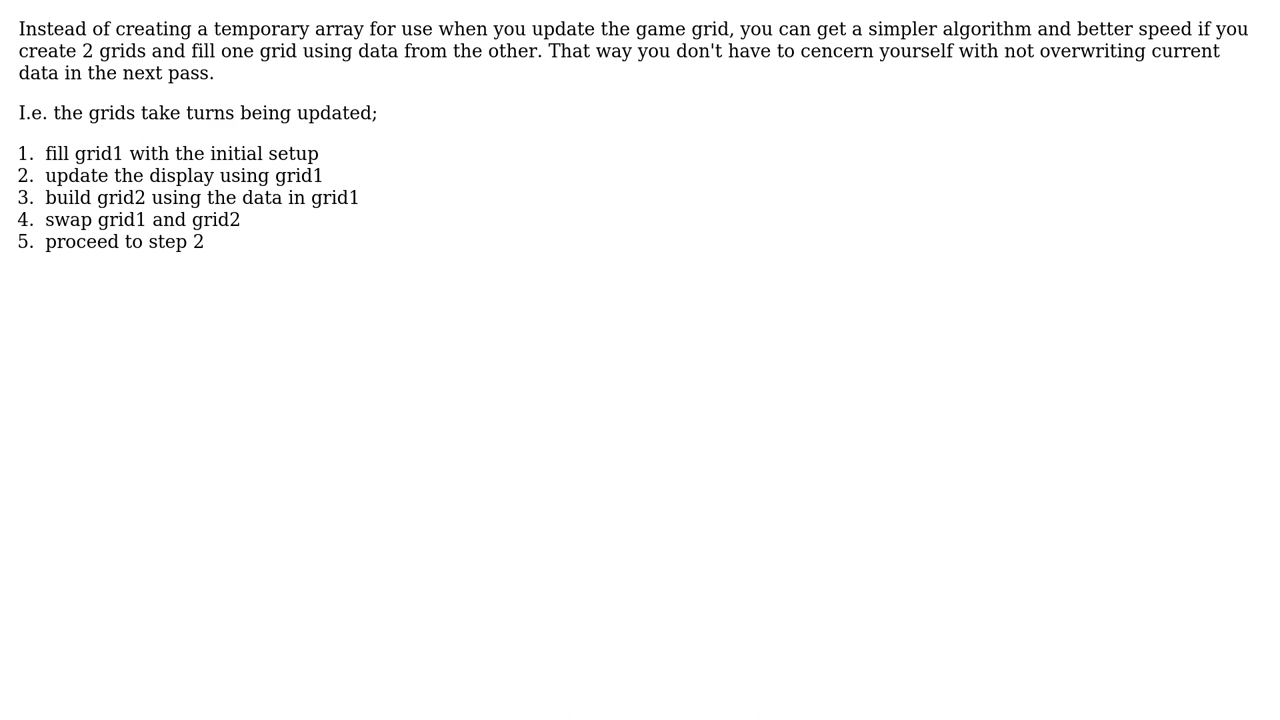 Instead of creating a temporary array for use when you update the game grid, you can get a simpler algorithm and better speed if you
create 2 grids and fill one grid using data from the other. That way you don't have to cencern yourself with not overwriting current
data in the next pass.
I.e. the grids take turns being updated;
1. fill grid1 with the initial setup
2. update the display using grid1
3. build grid2 using the data in grid1
4. swap grid1 and grid2
5. proceed to step 2